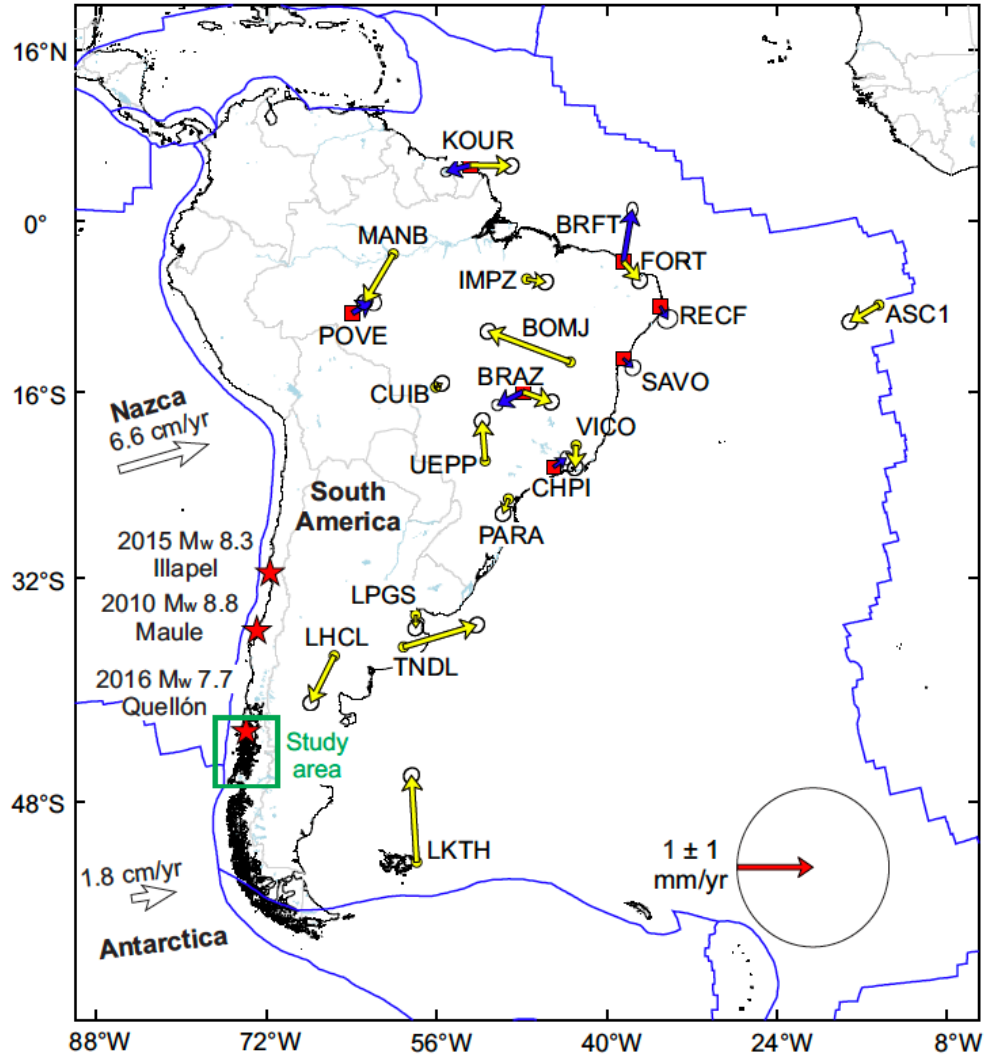 16°N
0°
16°S
32°S
48°S
88°W
72°W
56°W
40°W
24°W
8°W
KOUR
BRFT
MANB
FORT
IMPZ
RECF
ASC1
POVE
BOMJ
SAVO
CUIB
BRAZ
Nazca
6.6 cm/yr
VICO
UEPP
CHPI
South
America
PARA
2015 Mw 8.3
Illapel
2010 Mw 8.8
Maule
LPGS
LHCL
TNDL
2016 Mw 7.7
Quellón
Study
area
LKTH
1 ± 1
mm/yr
1.8 cm/yr
Antarctica